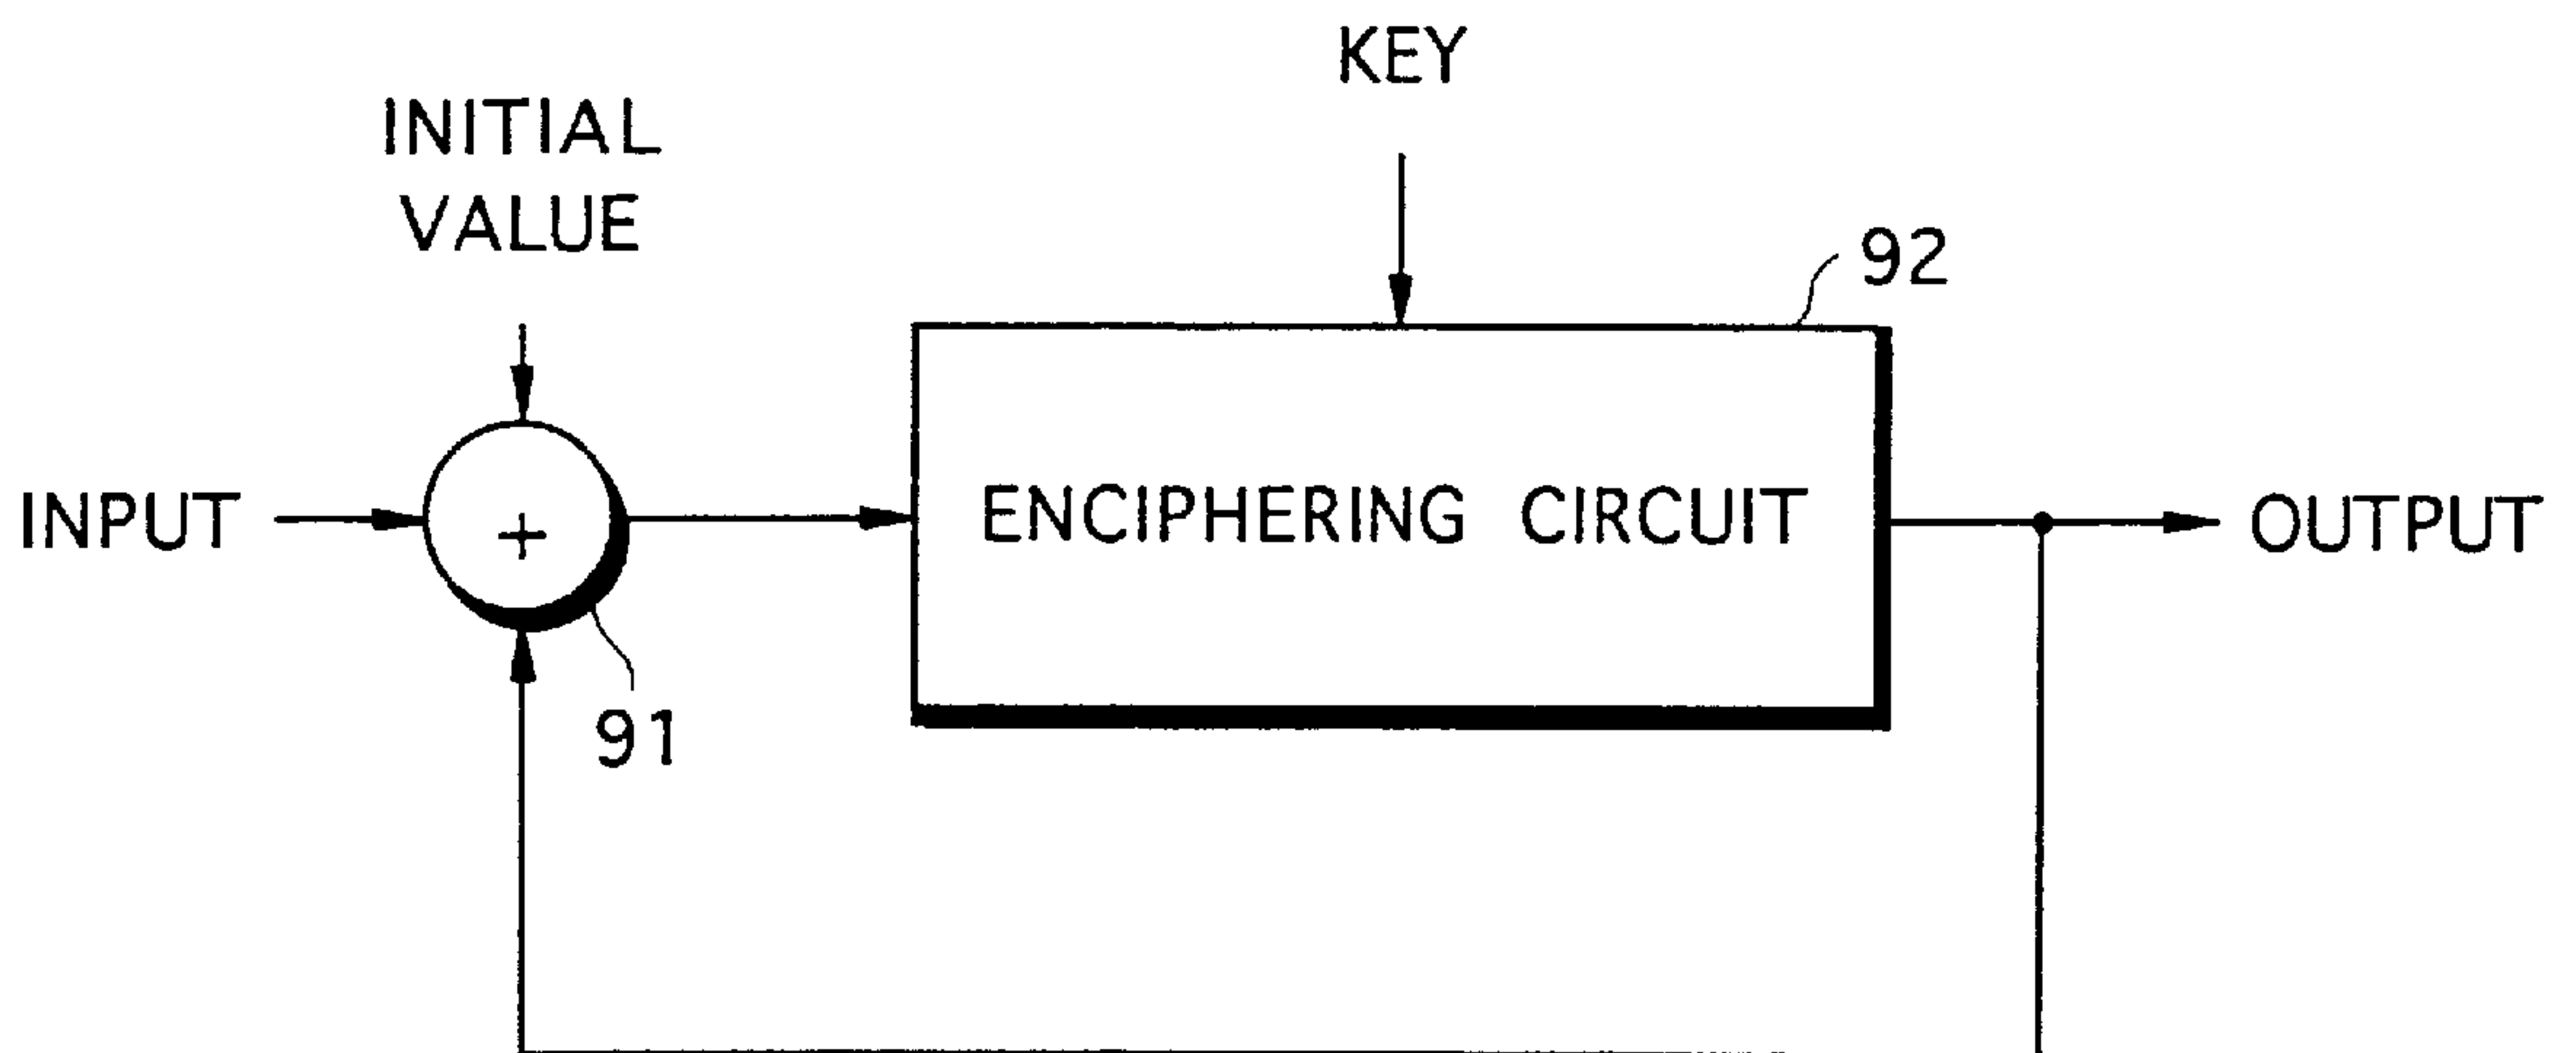 KEY
INITIAL
VALUE
92
INPUT
+
ENCIPHERING CIRCUIT
OUTPUT
91